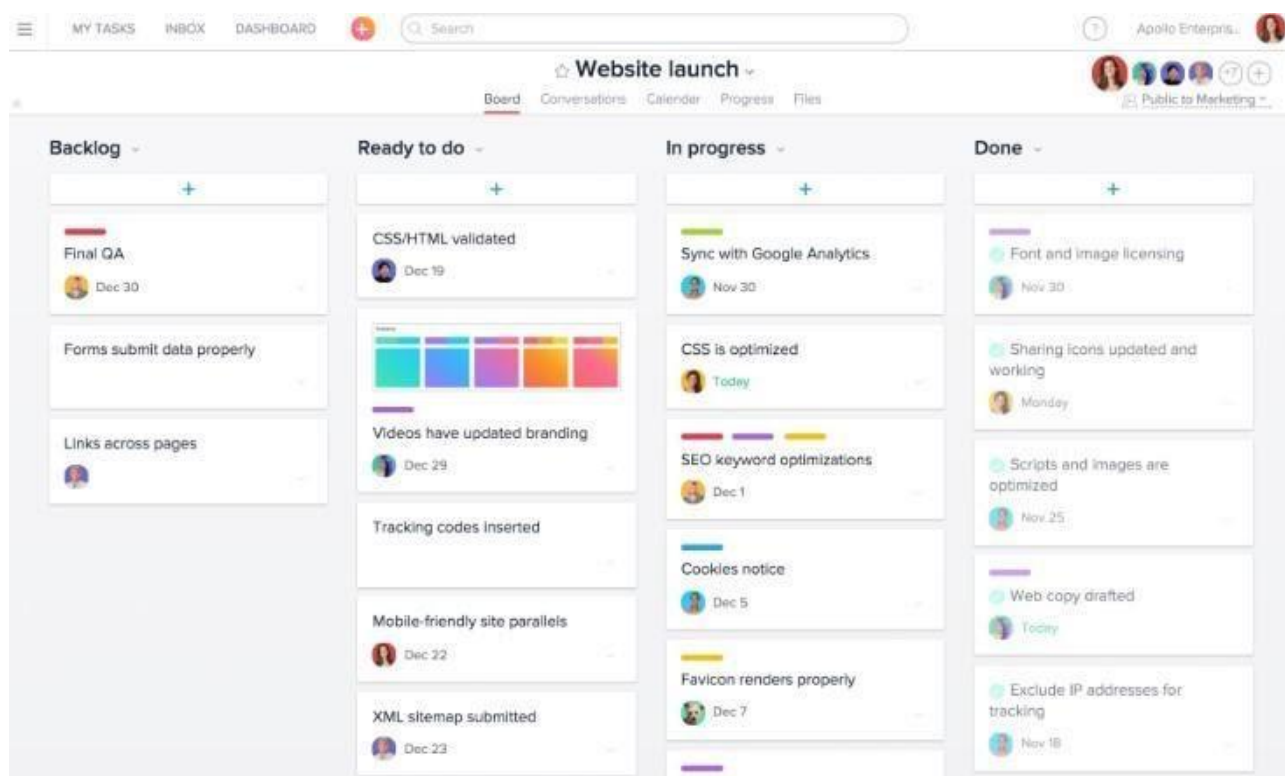 MY TASKS INBOX DASHBOARD Search ? Apollo Enterpris...
Website launch
+7
Board Conversations Calender Progress Files
Public to Marketing
Backlog
+
Final QA
Dec 30
Forms submit data properly
Links across pages
Ready to do
+
CSS/HTML validated
Dec 19
Videos have updated branding
Dec 29
Tracking codes inserted
Mobile-friendly site parallels
Dec 22
XML sitemap submitted
Dec 23
In progress
+
Sync with Google Analytics
Nov 30
CSS is optimized
Today
SEO keyword optimizations
Dec 1
Cookies notice
Dec 5
Favicon renders properly
Dec 7
Done
+
Font and image licensing
Nov 30
Sharing icons updated and
working
Monday
Scripts and images are
optimized
Nov 25
Web copy drafted
Today
Exclude IP addresses for
tracking
Nov 18